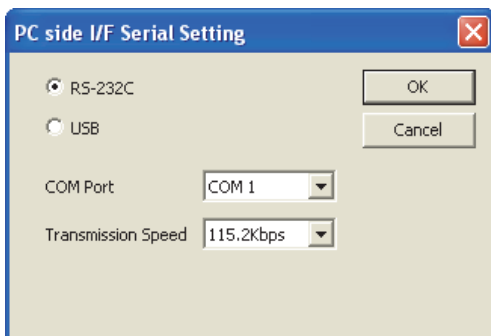 PC side I/F Serial Setting
RS-232C
OK
USB
Cancel
COM Port COM 1
Transmission Speed 115.2Kbps